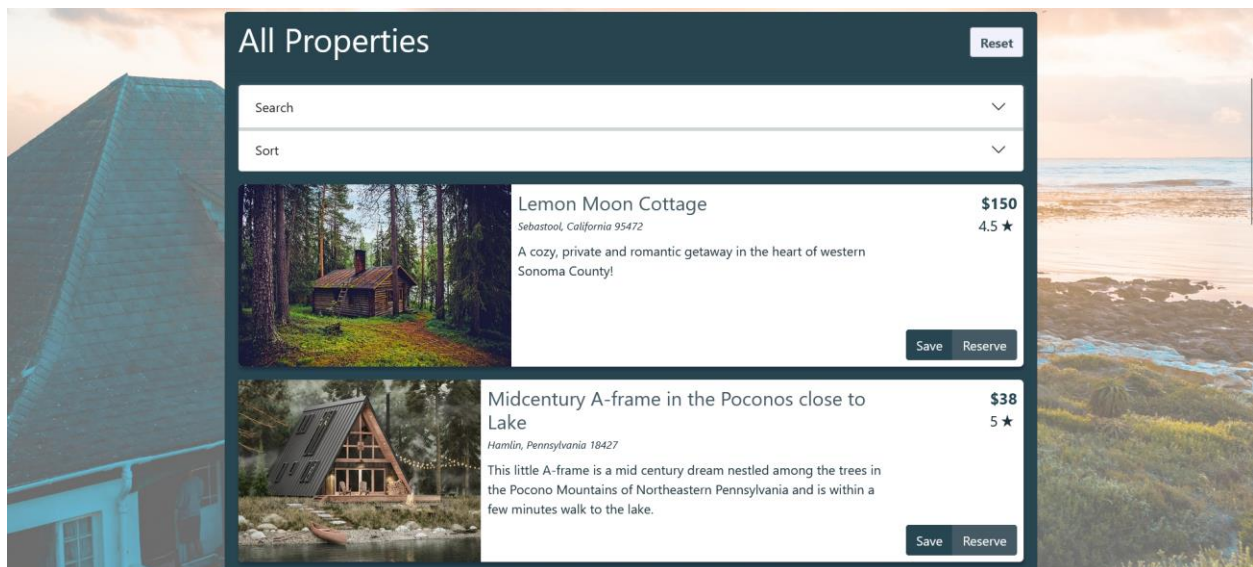 All Properties
Reset
Search
Sort
Lemon Moon Cottage
$150
Sebastool, California 95472
4.5 ★
A cozy, private and romantic getaway in the heart of western
Sonoma County!
Save Reserve
Midcentury A-frame in the Poconos close to
Lake
$38
5 ★
Hamlin, Pennsylvania 18427
This little A-frame is a mid century dream nestled among the trees in
the Pocono Mountains of Northeastern Pennsylvania and is within a
few minutes walk to the lake.
Save Reserve